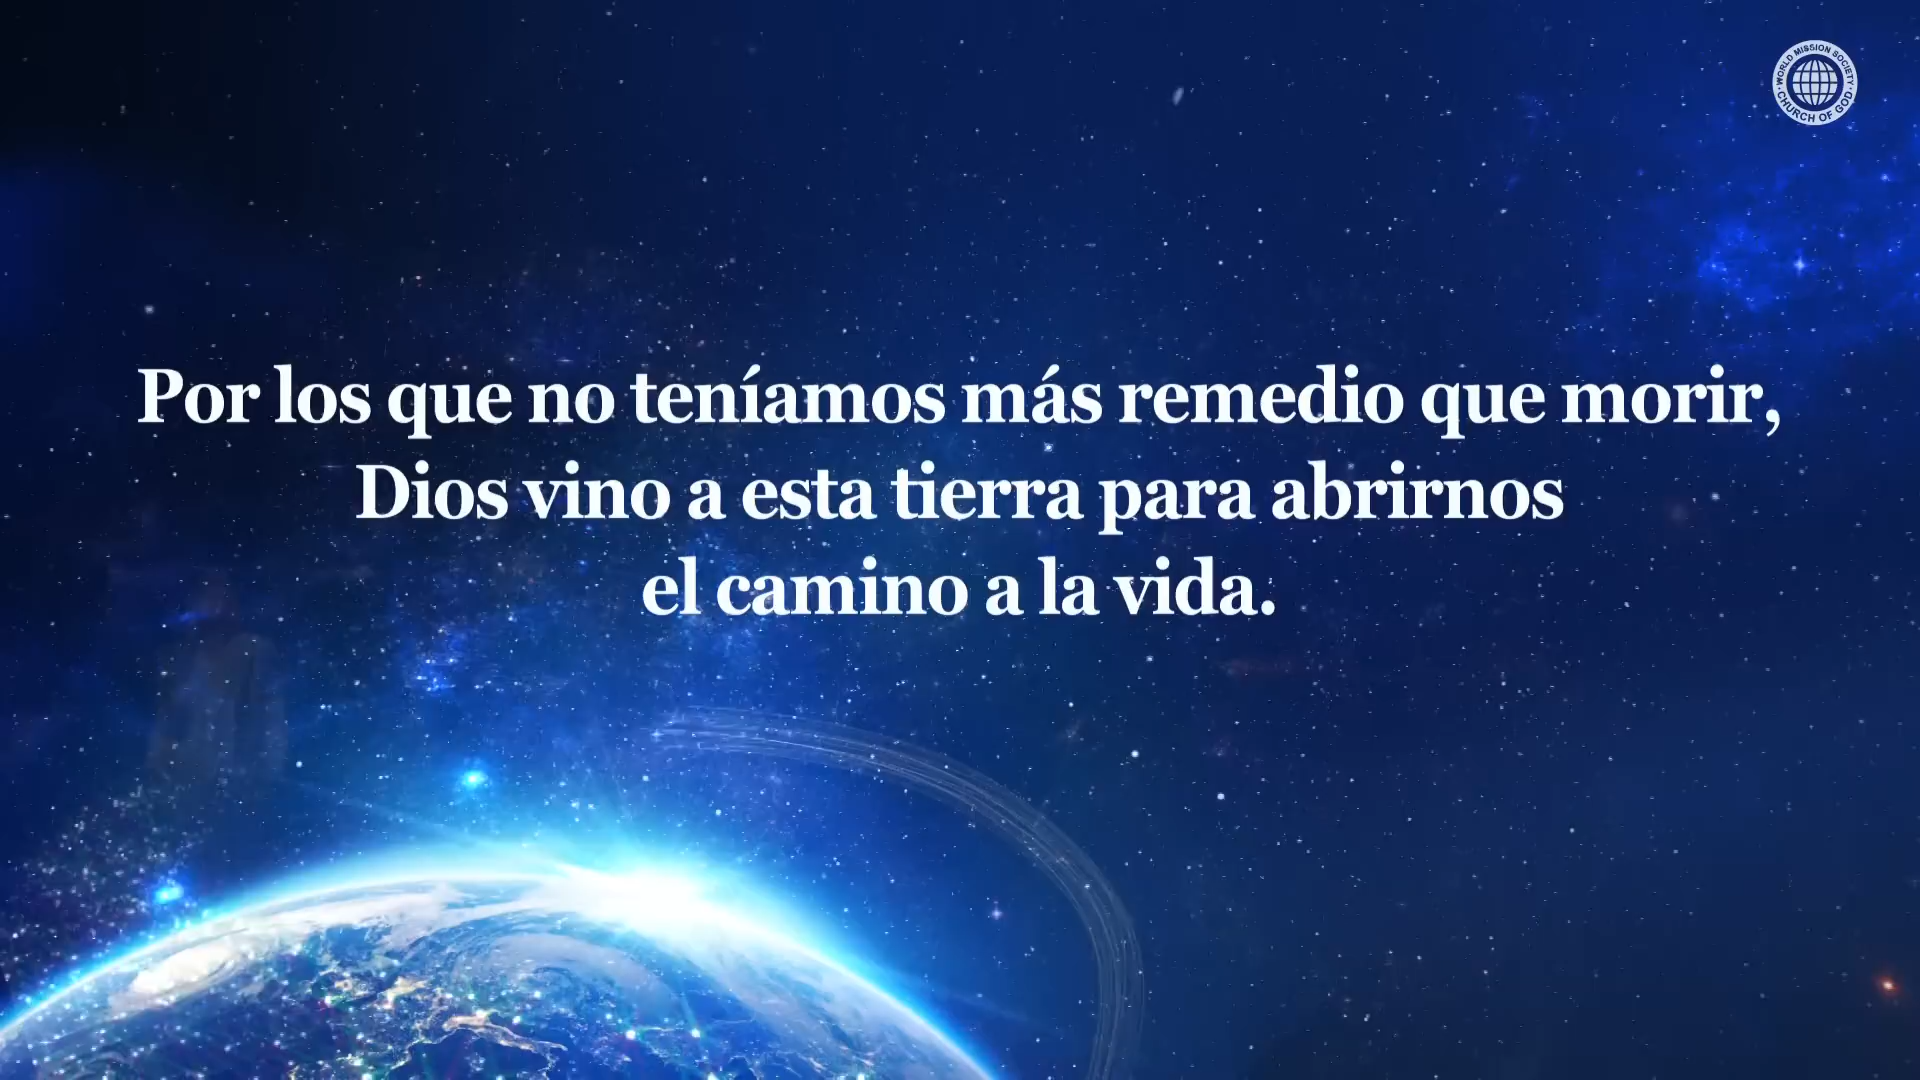 WORLD MISSION SOCIETY
CHURCH OF GOD
Por los que no teníamos más remedio que morir,
Dios vino a esta tierra para abrirnos
el camino a la vida.